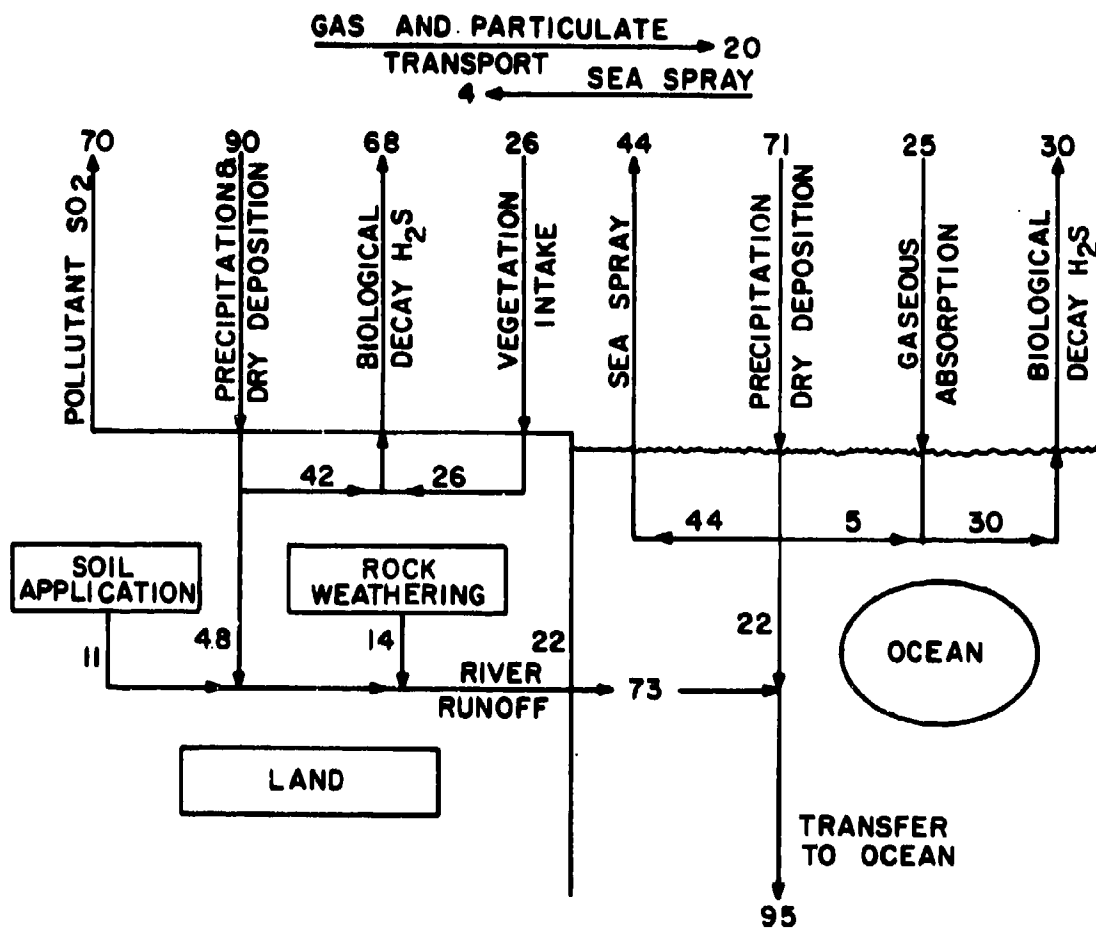 GAS AND PARTICULATE
20
TRANSPORT
4 SEA SPRAY
70 90 68 26 44 71 25 30
POLLUTANT SO2
PRECIPITATION&
DRY DEPOSITION
BIOLOGICAL
DECAY H2S
VEGETATION
INTAKE
SEA SPRAY
PRECIPITATION
DRY DEPOSITION
GASEOUS
ABSORPTION
BIOLOGICAL
DECAY H2S
42 26
44 5 30
SOIL
APPLICATION
ROCK
WEATHERING
OCEAN
11 48 14 22 22
RIVER
RUNOFF
73
LAND
TRANSFER
TO OCEAN
95